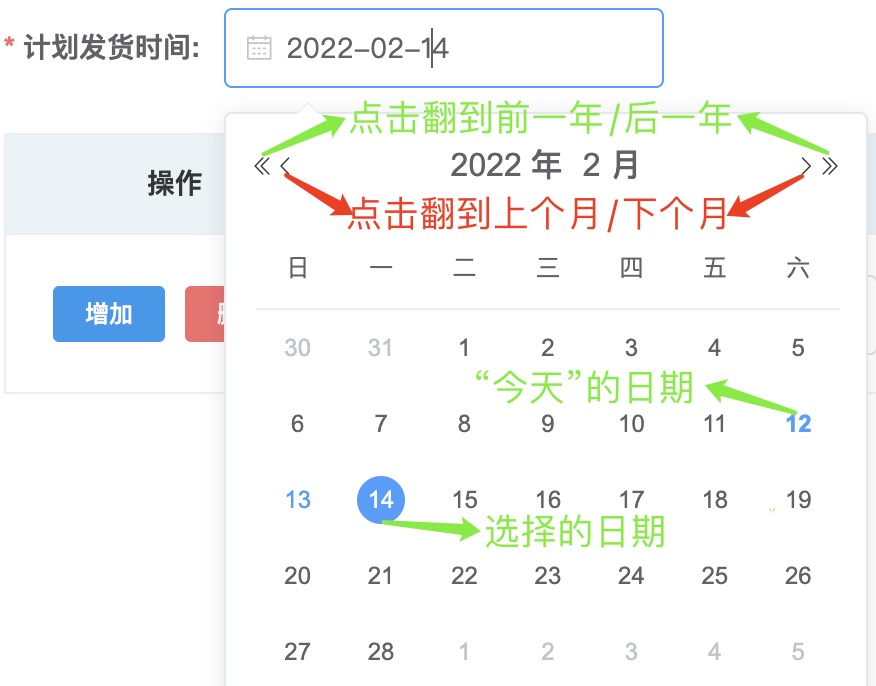 * 计划发货时间: 2022-02-14
点击翻到前一年/后一年
« < 2022 年 2 月 > »
操作
点击翻到上个月/下个月
日 一 二 三 四 五 六
增加
30 31 1 2 3 4 5
“今天”的日期
6 7 8 9 10 11 12
13 14 15 16 17 18 19
选择的日期
20 21 22 23 24 25 26
27 28 1 2 3 4 5